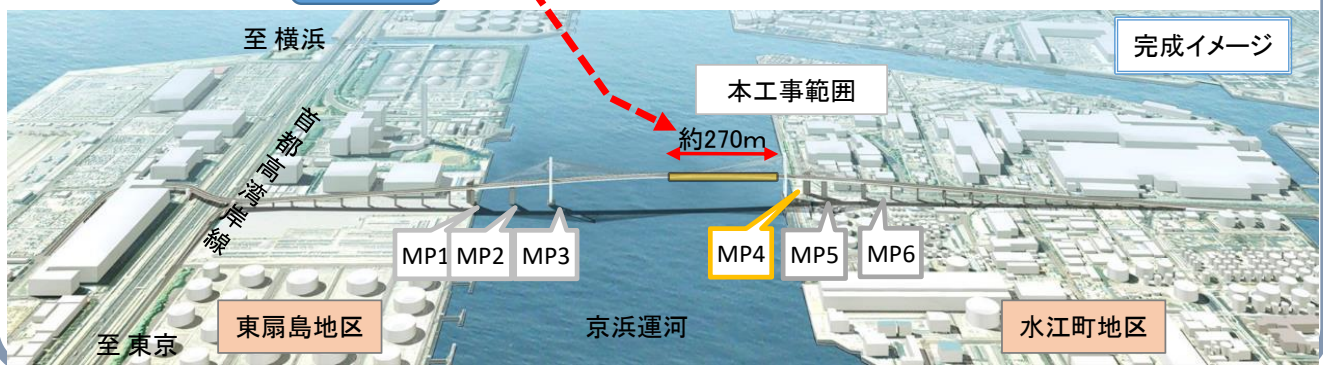 至 横浜
完成イメージ
本工事範囲
首都高湾岸線
約270m
MP1
MP2
MP3
MP4
MP5
MP6
東扇島地区
京浜運河
水江町地区
至 東京